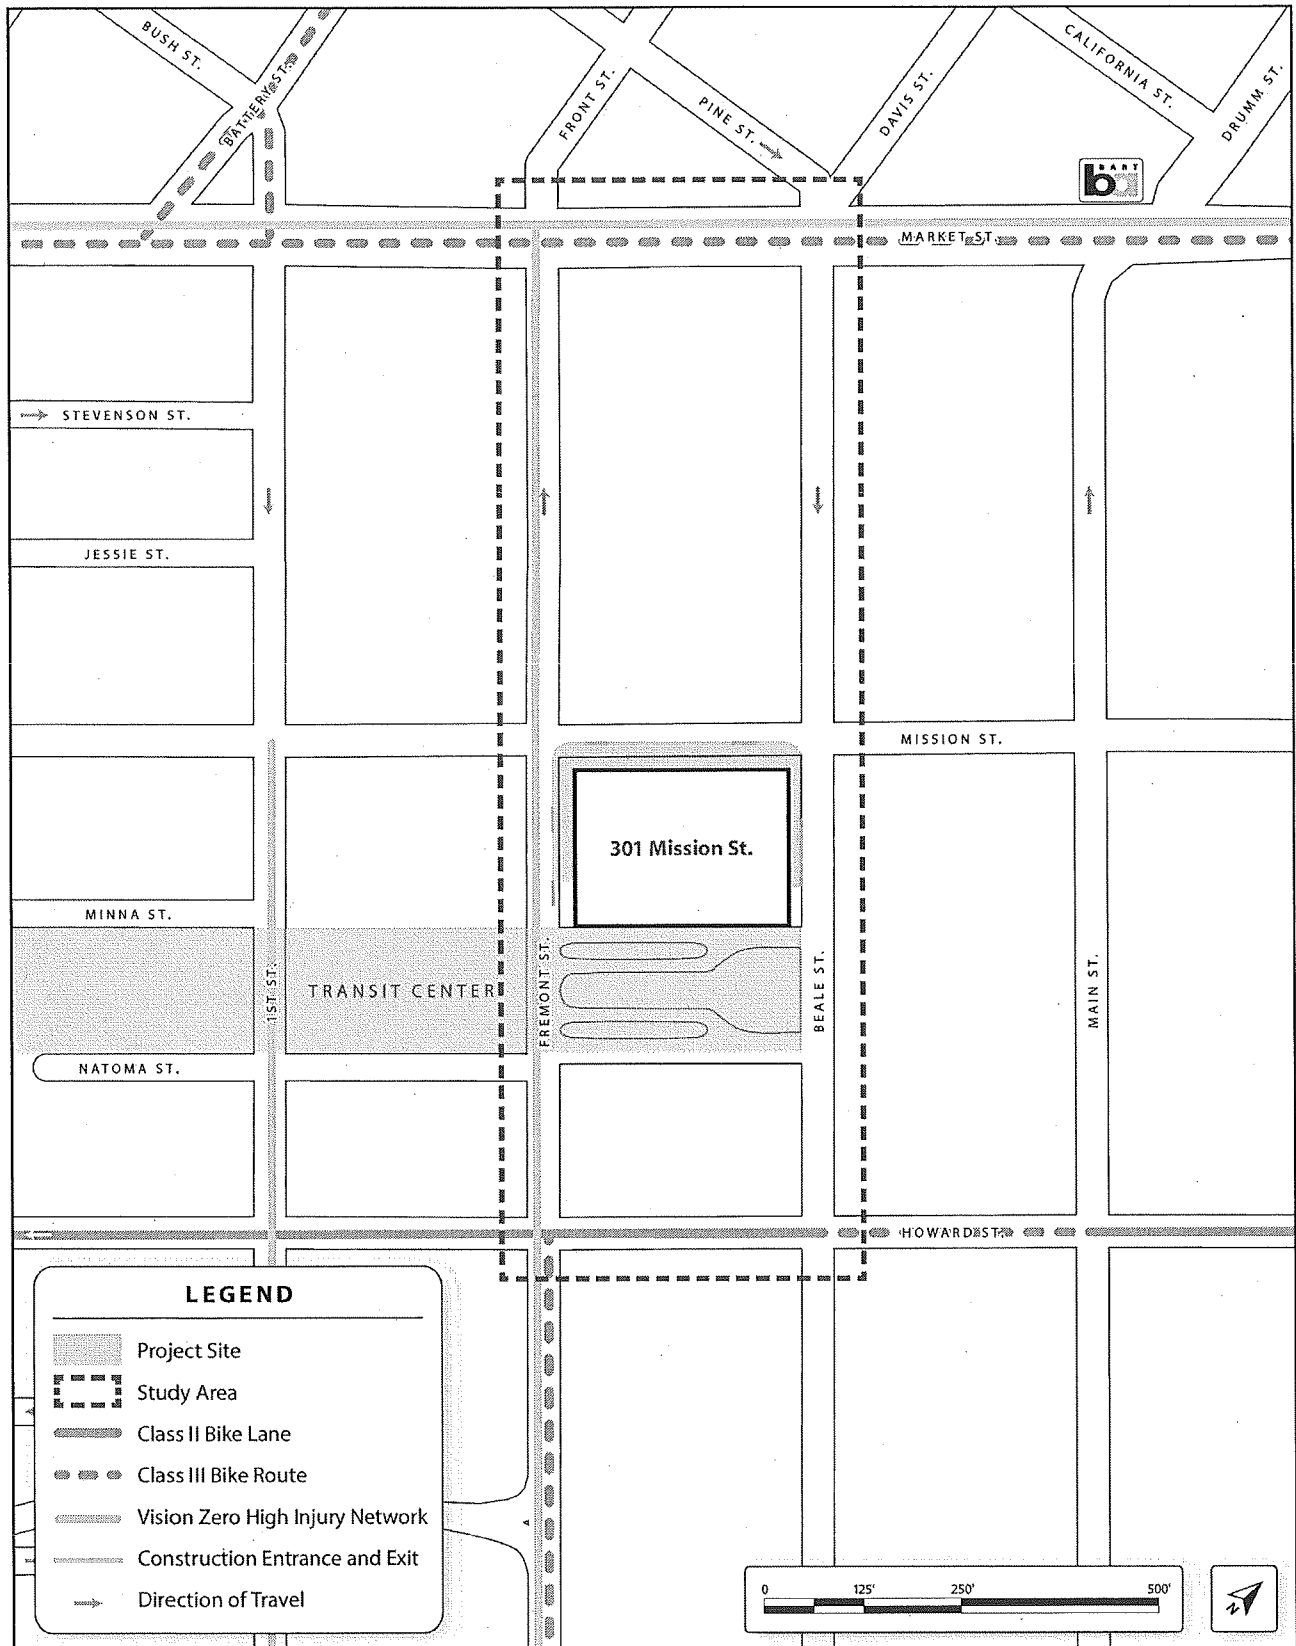 BUSH ST.
BATTERY ST.
FRONT ST.
PINE ST.
DAVIS ST.
CALIFORNIA ST.
DRUMM ST.
BART
ba
MARKET ST.
STEVENSON ST.
JESSIE ST.
MISSION ST.
301 Mission St.
MINNA ST.
1ST ST.
TRANSIT CENTER
FREMONT ST.
BEALE ST.
MAIN ST.
NATOMA ST.
HOWARD ST.
LEGEND
Project Site
Study Area
Class II Bike Lane
Class III Bike Route
Vision Zero High Injury Network
Construction Entrance and Exit
Direction of Travel
0 125' 250' 500'
N